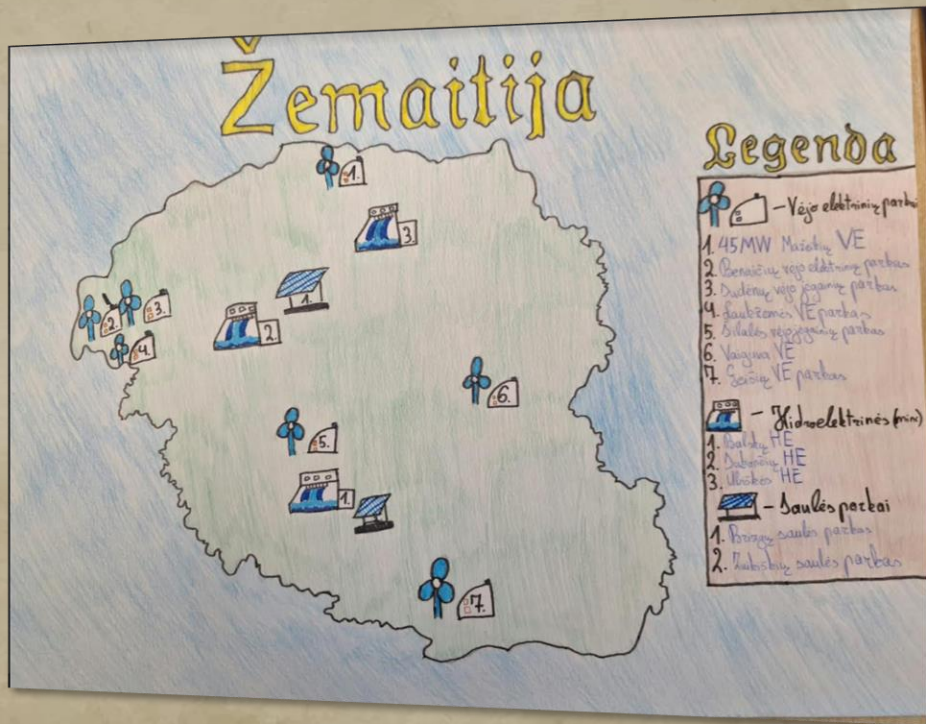 Žemaitija
1.
3.
1.
2.
3.
2.
4.
6.
5.
1.
7.
Legenda
– Vėjo elektrinių parkai
1. 45MW Mažeikių VE
2. Benaičių vėjo elektrinių parkas
3. Sūdėnų vėjo jėgainių parkas
4. Laukžemės VE parkas
5. Šilalės vėjo jėgainių parkas
6. Vaiguva VE
7. VE parkas
– Hidroelektrinės (mini)
1. Balskų HE
2. HE
3. HE
– Saulės parkai
1. saulės parkas
2. saulės parkas